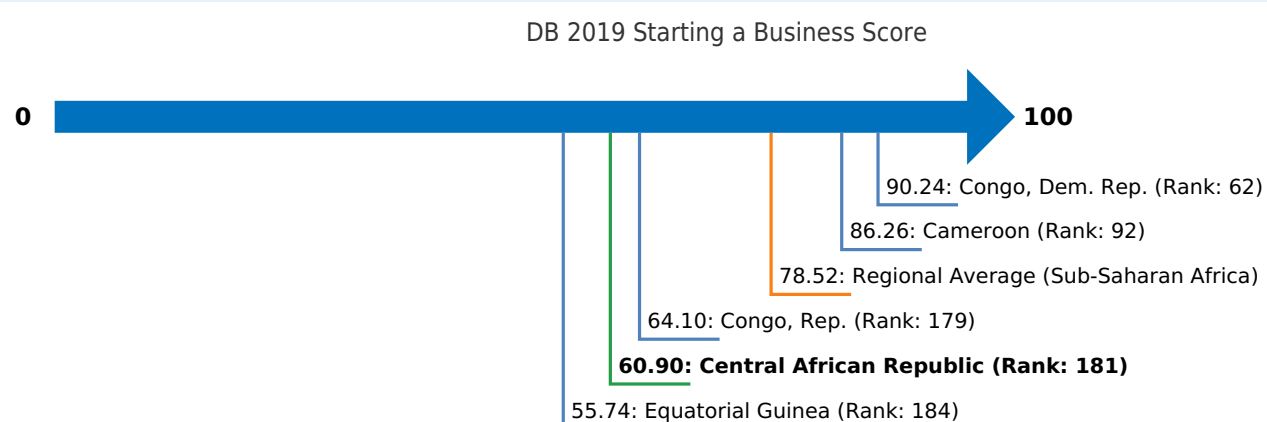 DB 2019 Starting a Business Score
0
100
90.24: Congo, Dem. Rep. (Rank: 62)
86.26: Cameroon (Rank: 92)
78.52: Regional Average (Sub-Saharan Africa)
64.10: Congo, Rep. (Rank: 179)
60.90: Central African Republic (Rank: 181)
55.74: Equatorial Guinea (Rank: 184)